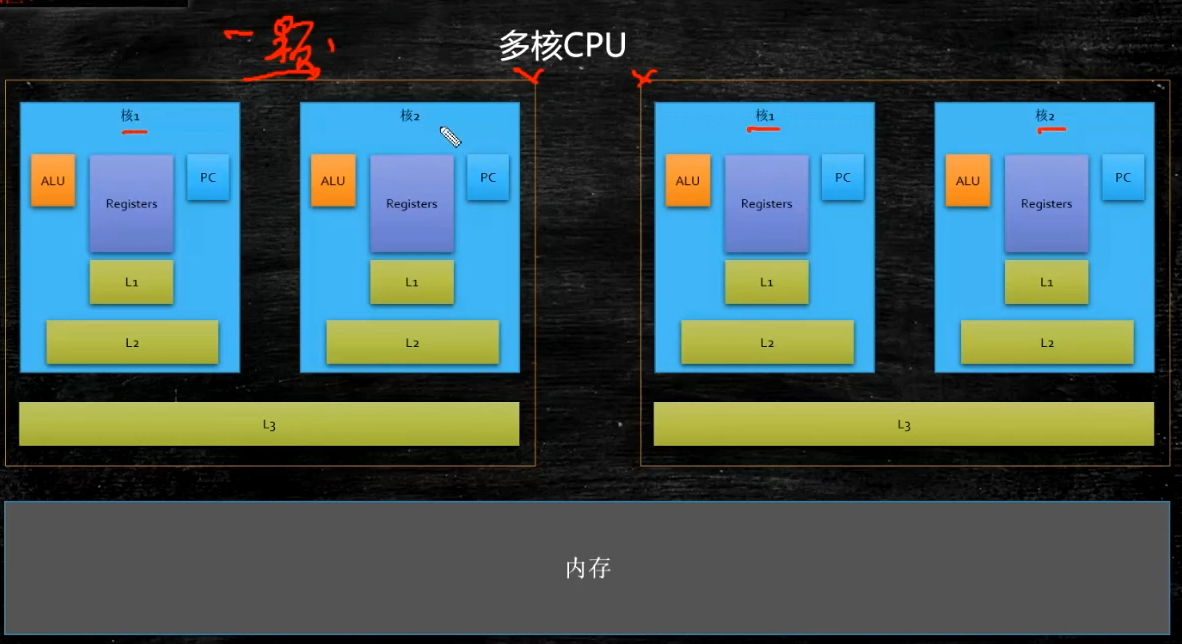 一颗
多核CPU
核1 核2 核1 核2
ALU Registers PC ALU Registers PC ALU Registers PC ALU Registers PC
L1 L1 L1 L1
L2 L2 L2 L2
L3 L3
内存